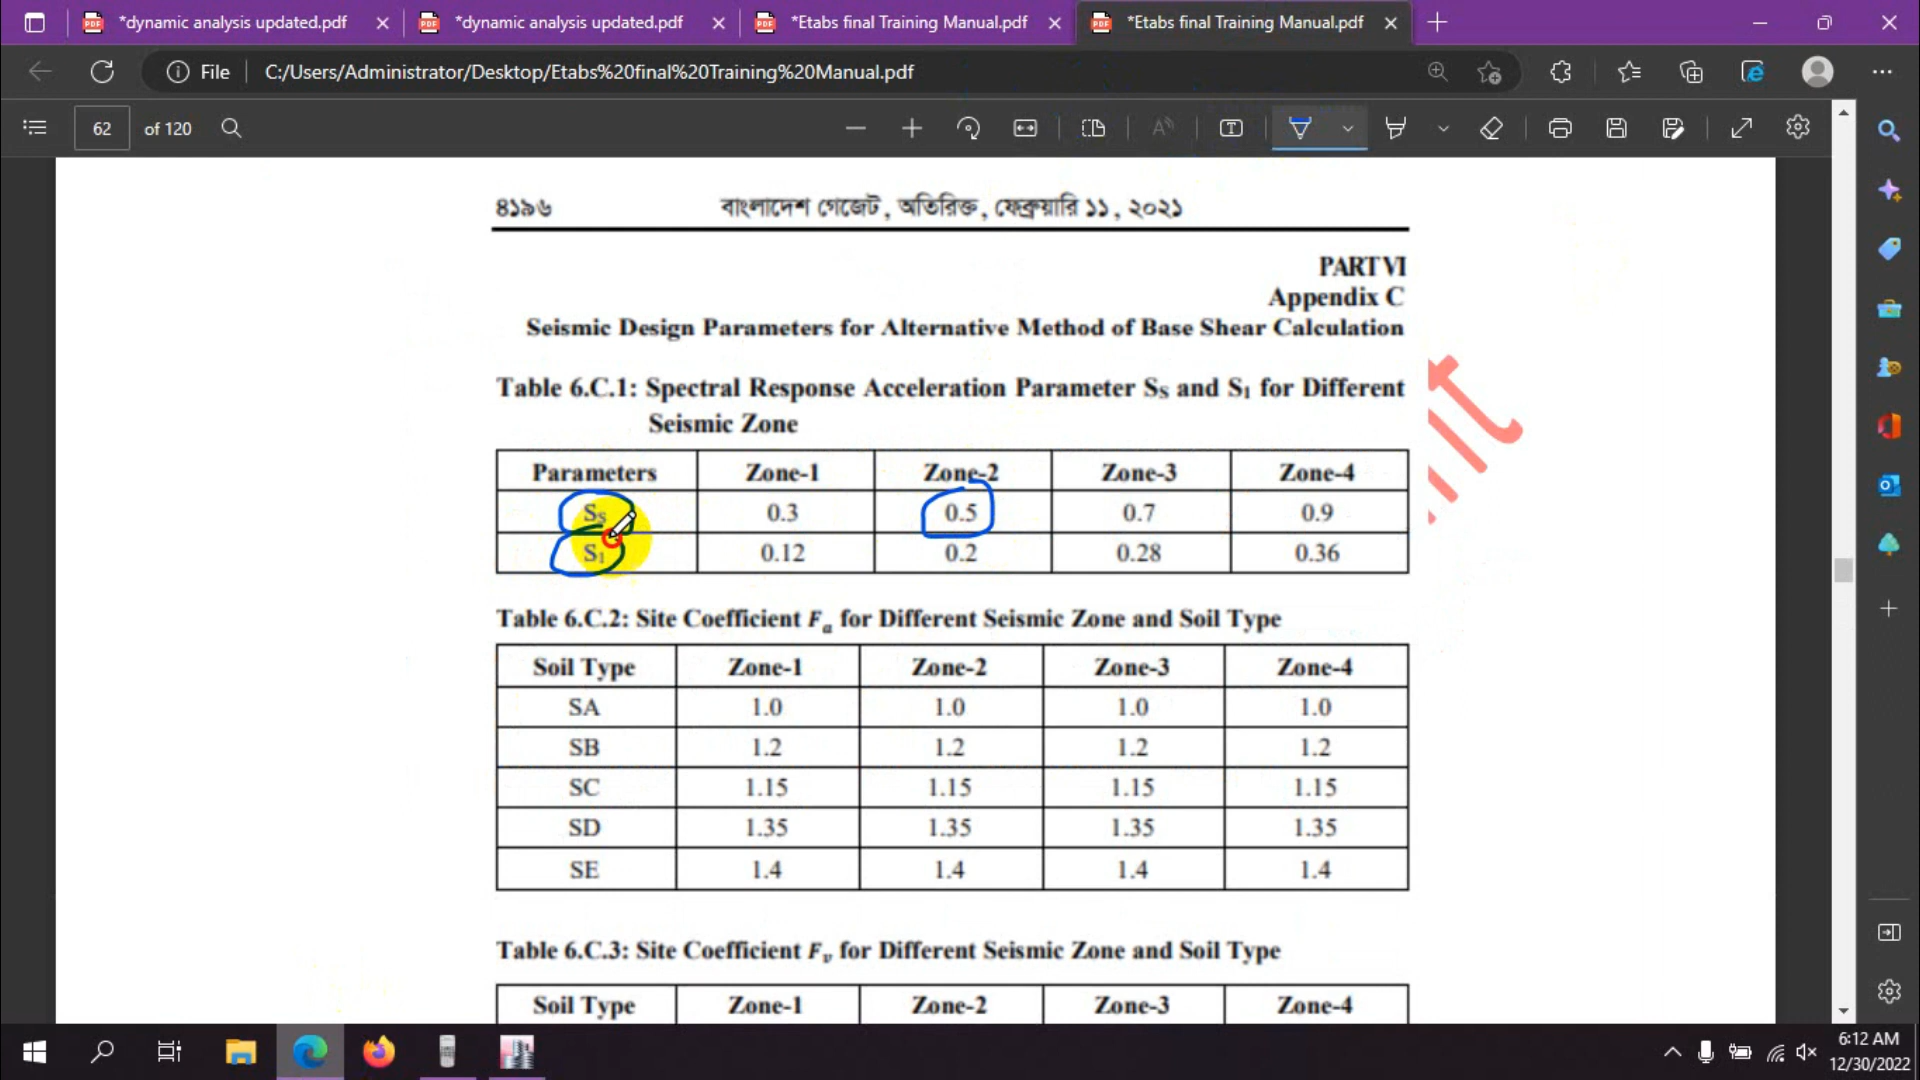 *dynamic analysis updated.pdf
*dynamic analysis updated.pdf
*Etabs final Training Manual.pdf
*Etabs final Training Manual.pdf
File
C:/Users/Administrator/Desktop/Etabs%20final%20Training%20Manual.pdf
62 of 120
৪১৯৬ বাংলাদেশ গেজেট, অতিরিক্ত, ফেব্রুয়ারি ১১, ২০২১
PART VI
Appendix C
Seismic Design Parameters for Alternative Method of Base Shear Calculation
Table 6.C.1: Spectral Response Acceleration Parameter SS and S1 for Different
Seismic Zone
Parameters Zone-1 Zone-2 Zone-3 Zone-4
SS 0.3 0.5 0.7 0.9
S1 0.12 0.2 0.28 0.36
Table 6.C.2: Site Coefficient Fa for Different Seismic Zone and Soil Type
Soil Type Zone-1 Zone-2 Zone-3 Zone-4
SA 1.0 1.0 1.0 1.0
SB 1.2 1.2 1.2 1.2
SC 1.15 1.15 1.15 1.15
SD 1.35 1.35 1.35 1.35
SE 1.4 1.4 1.4 1.4
Table 6.C.3: Site Coefficient Fv for Different Seismic Zone and Soil Type
Soil Type Zone-1 Zone-2 Zone-3 Zone-4
6:12 AM
12/30/2022